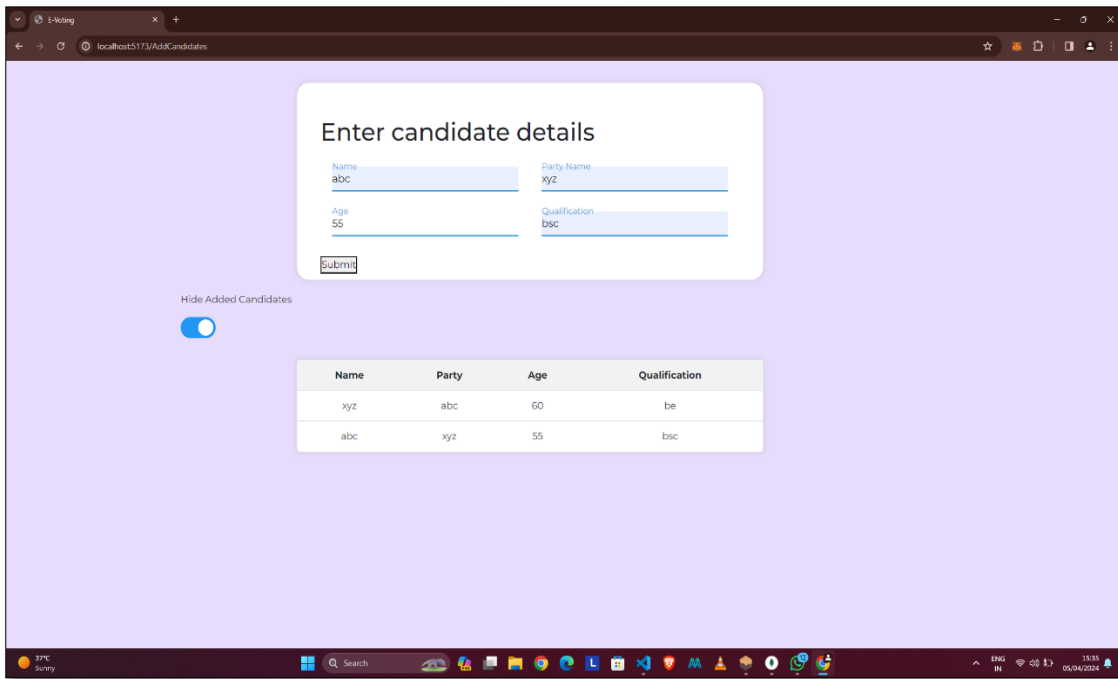 E-Voting
localhost:5173/AddCandidates
Enter candidate details
Name Party Name
abc xyz
Age Qualification
55 bsc
Submit
Hide Added Candidates
Name Party Age Qualification
xyz abc 60 be
abc xyz 55 bsc
37°C
Sunny
Search
L
12
ENG
IN
15:35
05/04/2024